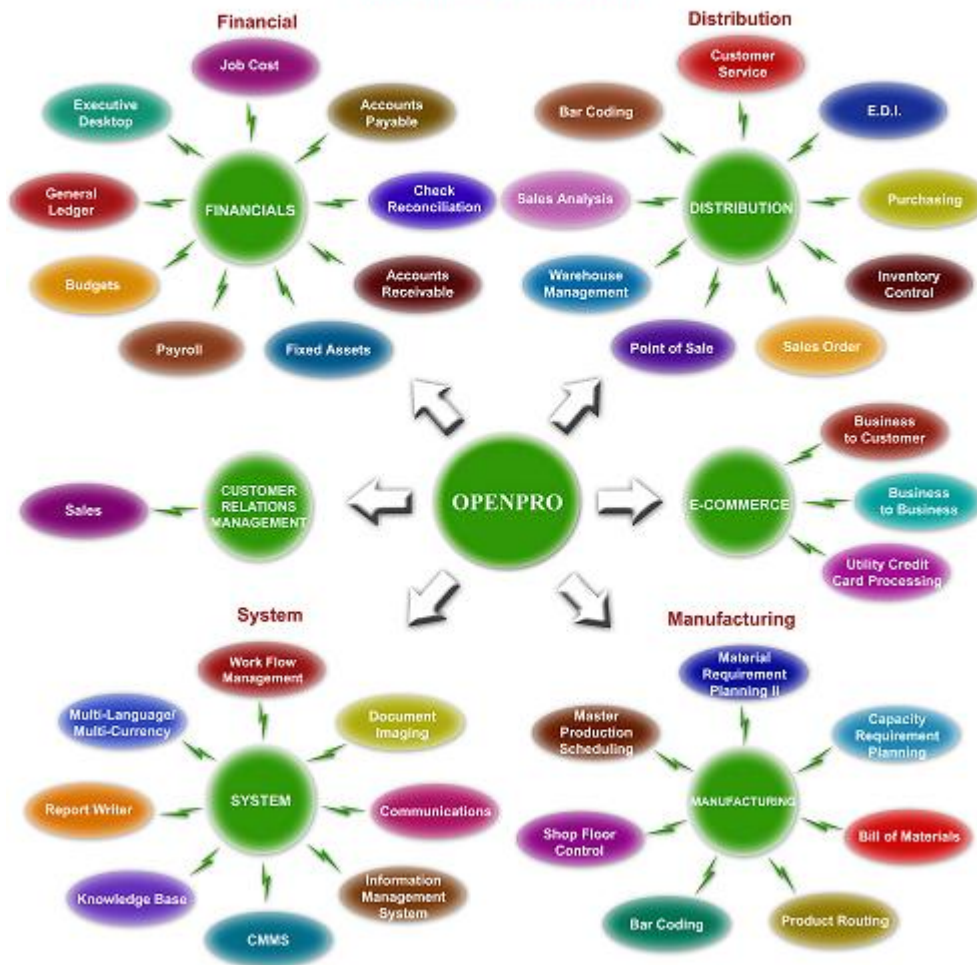 Financial
Job Cost
Executive
Desktop
Accounts
Payable
General
Ledger
FINANCIALS
Check
Reconciliation
Budgets
Accounts
Receivable
Payroll
Fixed Assets
Distribution
Customer
Service
Bar Coding
E.D.I.
Sales Analysis
DISTRIBUTION
Purchasing
Warehouse
Management
Inventory
Control
Point of Sale
Sales Order
OPENPRO
Sales
CUSTOMER
RELATIONS
MANAGEMENT
E-COMMERCE
Business
to Customer
Business
to Business
Utility Credit
Card Processing
System
Work Flow
Management
Multi-Language/
Multi-Currency
Document
Imaging
Report Writer
SYSTEM
Communications
Knowledge Base
Information
Management
System
CMMS
Manufacturing
Material
Requirement
Planning II
Master
Production
Scheduling
Capacity
Requirement
Planning
MANUFACTURING
Shop Floor
Control
Bill of Materials
Bar Coding
Product Routing